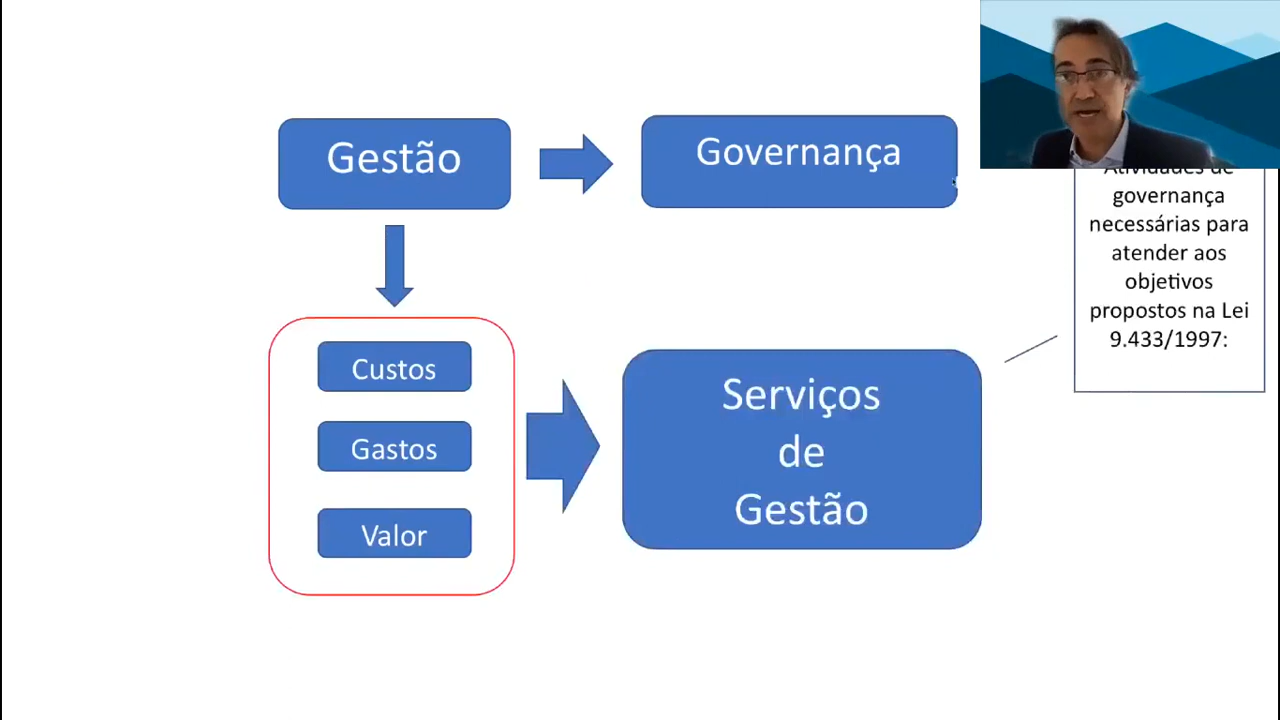 Gestão
Governança
Atividades de
governança
necessárias para
atender aos
objetivos
propostos na Lei
9.433/1997:
Custos
Gastos
Valor
Serviços
de
Gestão